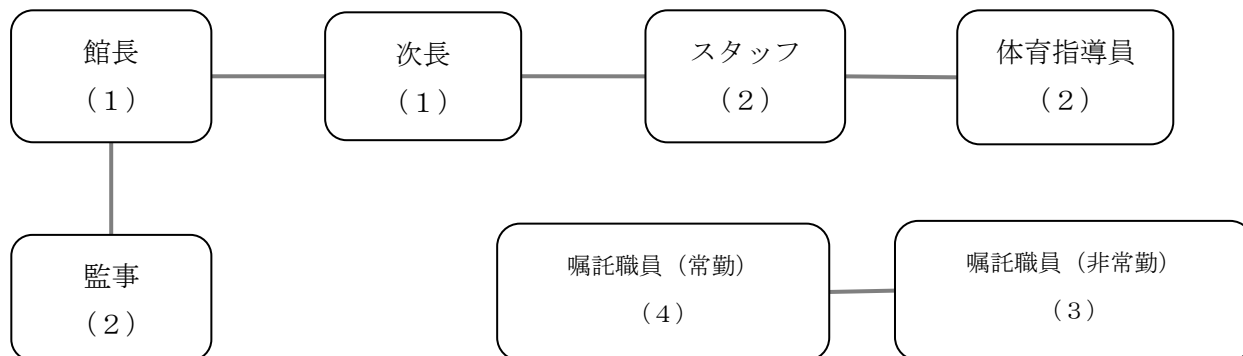 館長
(1)
次長
(1)
スタッフ
(2)
体育指導員
(2)
監事
(2)
嘱託職員(常勤)
(4)
嘱託職員(非常勤)
(3)